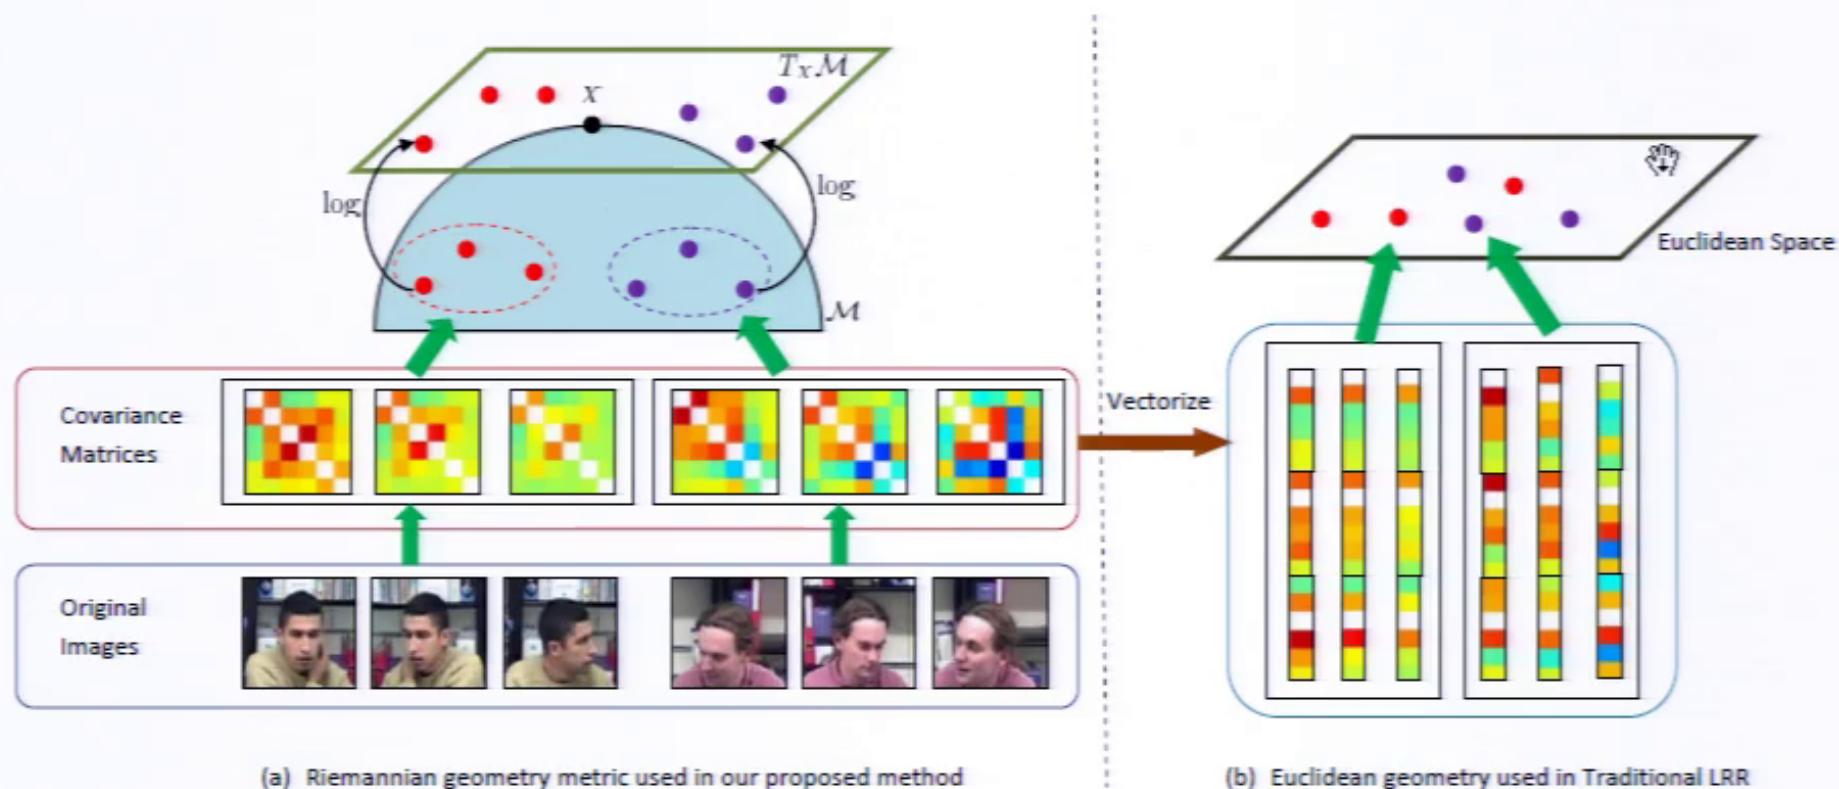 T_X M
X
log
log
M
Euclidean Space
Covariance
Matrices
Vectorize
Original
Images
(a) Riemannian geometry metric used in our proposed method
(b) Euclidean geometry used in Traditional LRR